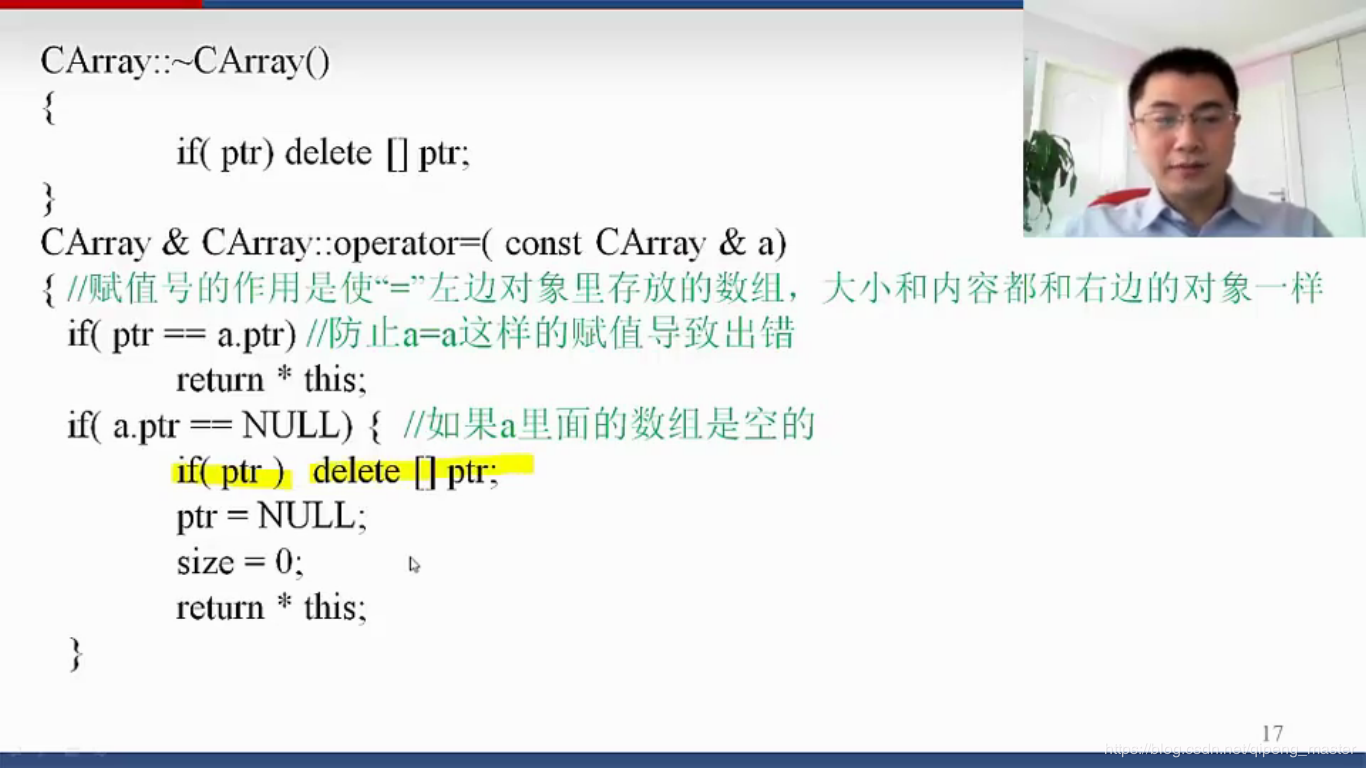 CArray::~CArray()
{
if( ptr) delete [] ptr;
}
CArray & CArray::operator=( const CArray & a)
{ //赋值号的作用是使“=”左边对象里存放的数组，大小和内容都和右边的对象一样
if( ptr == a.ptr) //防止a=a这样的赋值导致出错
return * this;
if( a.ptr == NULL) { //如果a里面的数组是空的
if( ptr ) delete [] ptr;
ptr = NULL;
size = 0;
return * this;
}
17
https://blog.csdn.net/qipeng_master